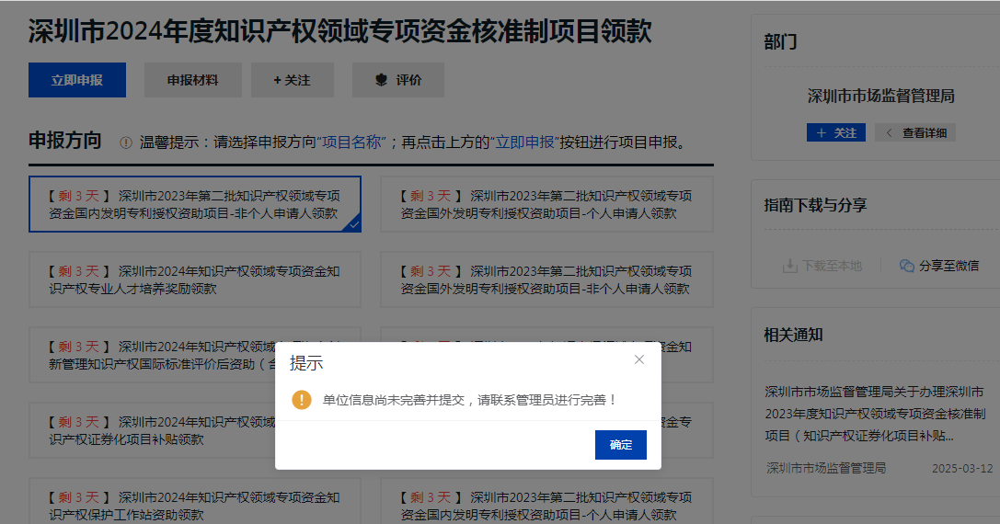 深圳市2024年度知识产权领域专项资金核准制项目领款
立即申报
申报材料
+ 关注
评价
申报方向
温馨提示：请选择申报方向“项目名称”；再点击上方的“立即申报”按钮进行项目申报。
【 剩 3 天 】 深圳市2023年第二批知识产权领域专项
资金国内发明专利授权资助项目-非个人申请人领款
【 剩 3 天 】 深圳市2023年第二批知识产权领域专项
资金国外发明专利授权资助项目-个人申请人领款
【 剩 3 天 】 深圳市2024年知识产权领域专项资金知
识产权专业人才培养奖励领款
【 剩 3 天 】 深圳市2023年第二批知识产权领域专项
资金国外发明专利授权资助项目-非个人申请人领款
【 剩 3 天 】 深圳市2024年知识产权领域
资金知
新管理知识产权国际标准评价后资助（
【 剩 3 天 】 深圳市2024年知识产权领域
金专
识产权证券化项目补贴领款
【 剩 3 天 】 深圳市2024年知识产权领域专项资金知
识产权保护工作站资助领款
【 剩 3 天 】 深圳市2023年第二批知识产权领域专项
资金国内发明专利授权资助项目-个人申请人领款
提示
单位信息尚未完善并提交，请联系管理员进行完善！
确定
部门
深圳市市场监督管理局
关注
查看详细
指南下载与分享
下载至本地
分享至微信
相关通知
深圳市市场监督管理局关于办理深圳市
2023年度知识产权领域专项资金核准制
项目（知识产权证券化项目补贴...
深圳市市场监督管理局
2025-03-12